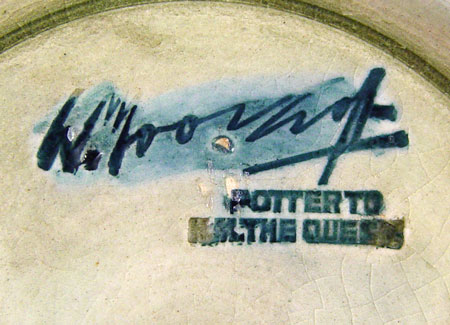 W. Moorcroft
POTTER TO
H.M. THE QUEEN